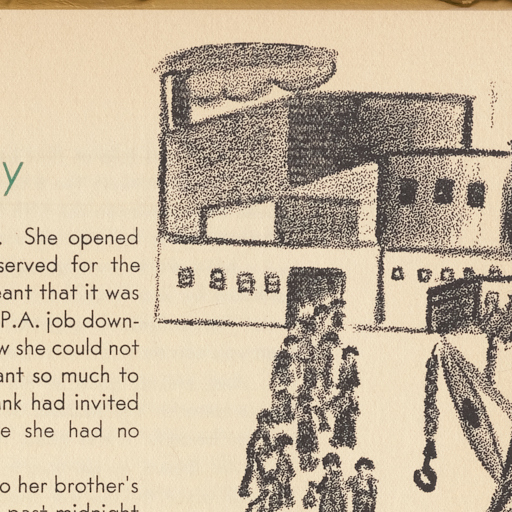 y
. She opened
served for the
eant that it was
P.A. job down-
w she could not
ant so much to
nk had invited
e she had no
o her brother's
past midnight